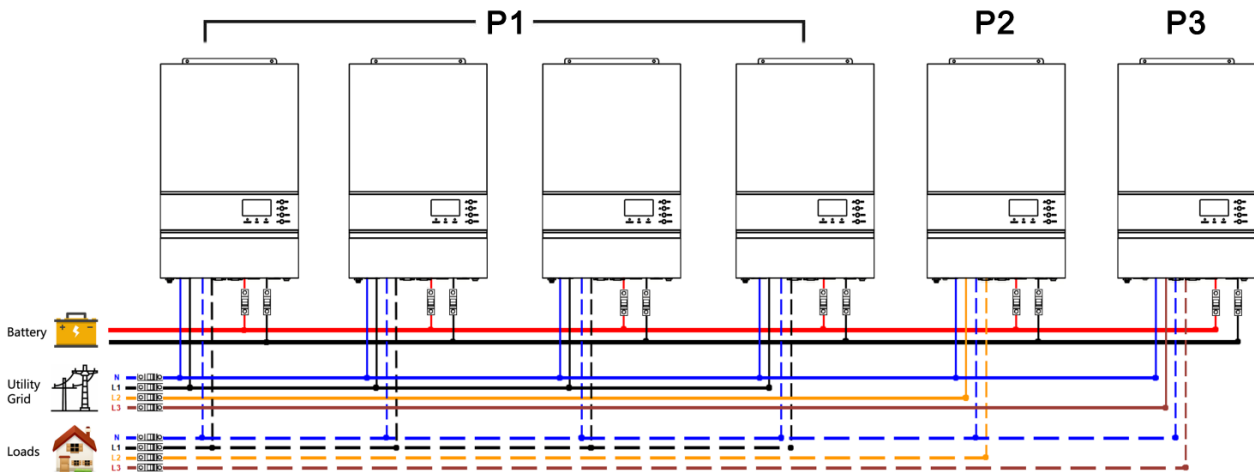 P1 P2 P3
Battery
Utility
Grid
N
L1
L2
L3
Loads
N
L1
L2
L3